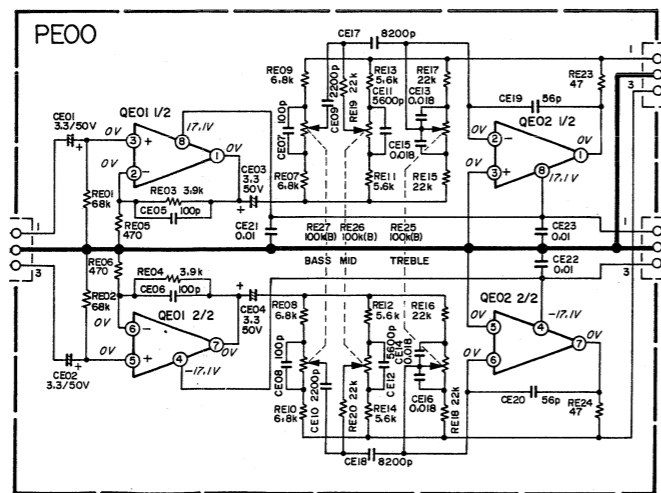 PE00
CE17
8200p
1
3
RE09
6.8k
2200p
CE09
22k
RE19
RE13
5.6k
CE11
5600p
CE13
0.018
RE17
22k
RE23
47
CE19
56p
QE01 1/2
17.1V
QE02 1/2
CE01
3.3/50V
0V
3
+
8
1
0V
2
-
0V
100p
CE07
CE15
0.018
0V
2
-
1
0V
3
+
8
17.1V
RE01
68k
RE03 3.9k
CE05
100p
CE03
3.3
50V
RE07
6.8k
RE11
5.6k
RE15
22k
RE05
470
CE21
0.01
RE27
100k(B)
RE26
100k(B)
RE25
100k(B)
CE23
0.01
1
1
BASS
MID
TREBLE
CE22
0.01
3
3
RE06
470
RE04
3.9k
CE06
100p
RE02
68k
CE04
3.3
50V
QE01 2/2
RE08
6.8k
RE12
5.6k
RE16
22k
QE02 2/2
-17.1V
0V
6
-
7
0V
0V
5
+
4
-17.1V
100p
CE08
5600p
CE12
CE14
0.018
0V
5
4
7
0V
6
CE02
3.3/50V
RE10
6.8k
CE10
2200p
RE20
22k
RE14
5.6k
CE16
0.018
RE18
22k
CE20
56p
RE24
47
CE18
8200p